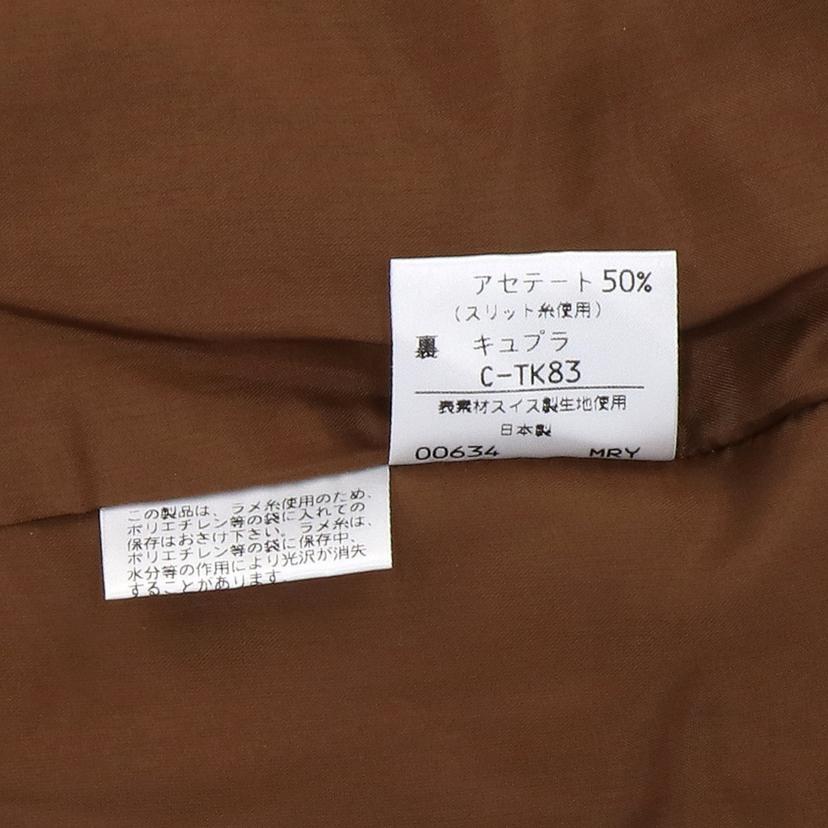 アセテート 50%
(スリット糸使用)
裏 キュプラ
C-TK83
表素材スイス製生地使用
日本製
00634 MRY
この製品は、ラメ糸使用のため、
ポリエチレン等の袋に入れての
保存はおさけ下さい。ラメ糸は、
ポリエチレン等の袋に保存中、
水分等の作用により光沢が消失
することがあります